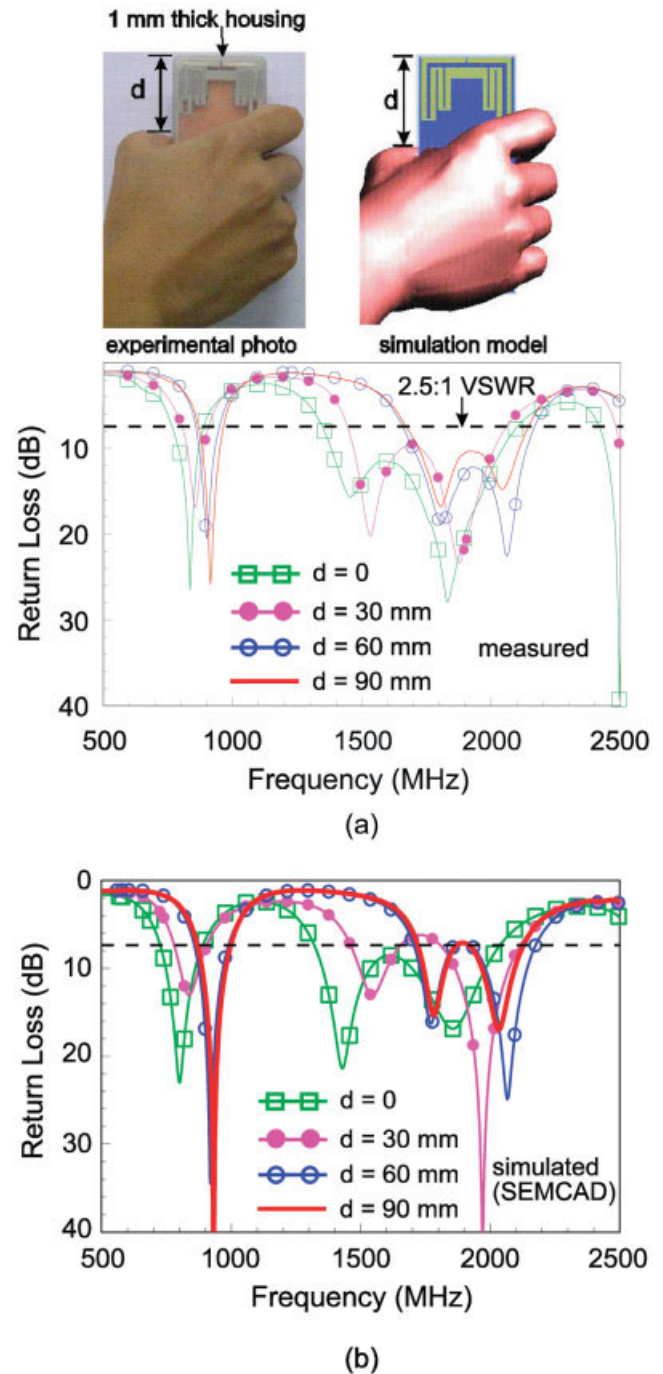 1 mm thick housing
d
d
experimental photo
simulation model
2.5:1 VSWR
10
20
30
40
Return Loss (dB)
d = 0
d = 30 mm
d = 60 mm
d = 90 mm
measured
500
1000
1500
2000
2500
Frequency (MHz)
(a)
0
10
20
30
40
Return Loss (dB)
d = 0
d = 30 mm
d = 60 mm
d = 90 mm
simulated
(SEMCAD)
500
1000
1500
2000
2500
Frequency (MHz)
(b)